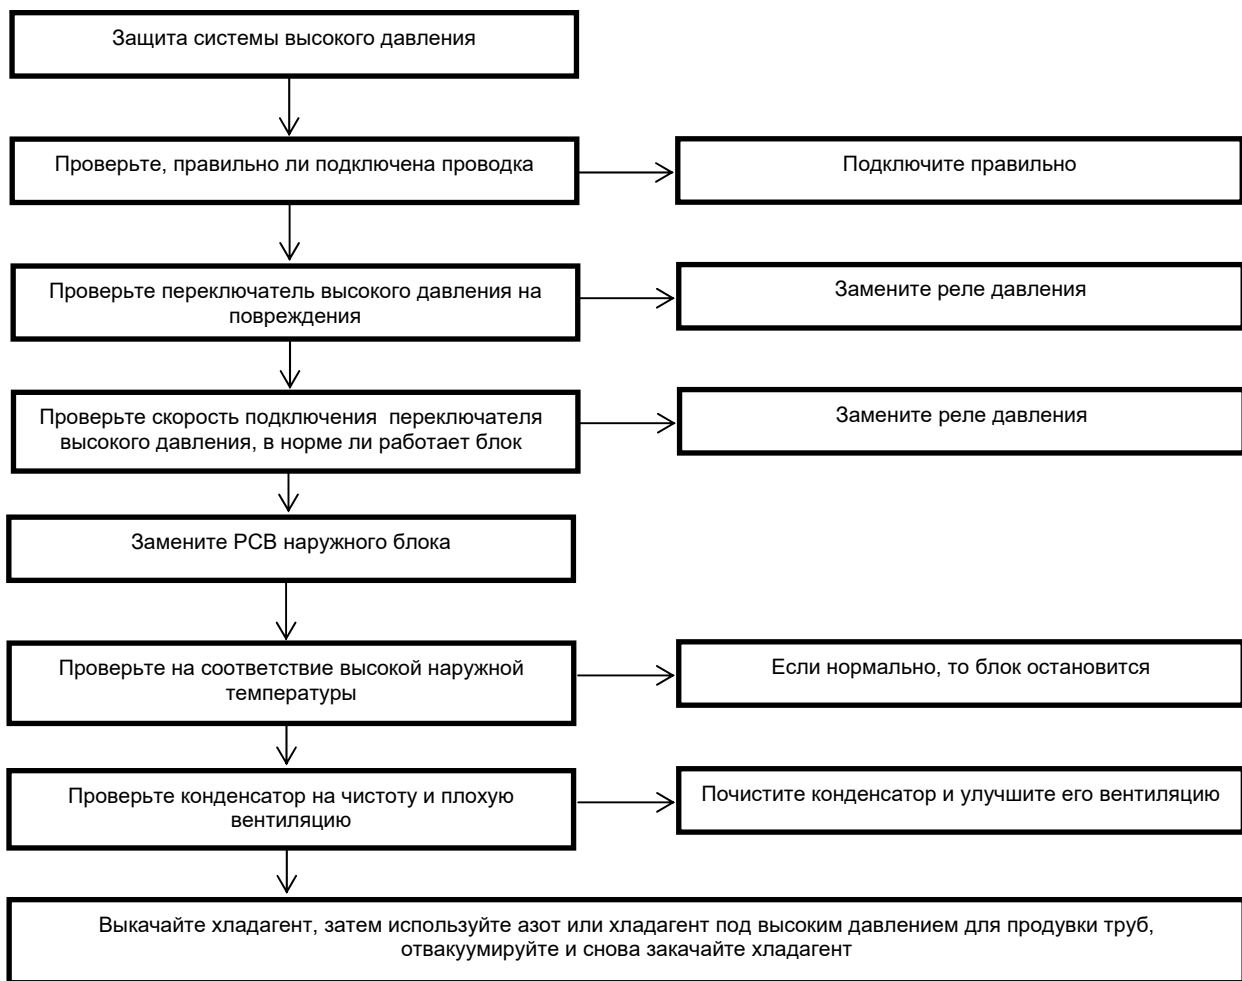 Защита системы высокого давления
Проверьте, правильно ли подключена проводка
Подключите правильно
Проверьте переключатель высокого давления на
повреждения
Замените реле давления
Проверьте скорость подключения  переключателя
высокого давления, в норме ли работает блок
Замените реле давления
Замените PCB наружного блока
Проверьте на соответствие высокой наружной
температуры
Если нормально, то блок остановится
Проверьте конденсатор на чистоту и плохую
вентиляцию
Почистите конденсатор и улучшите его вентиляцию
Выкачайте хладагент, затем используйте азот или хладагент под высоким давлением для продувки труб,
отвакуумируйте и снова закачайте хладагент